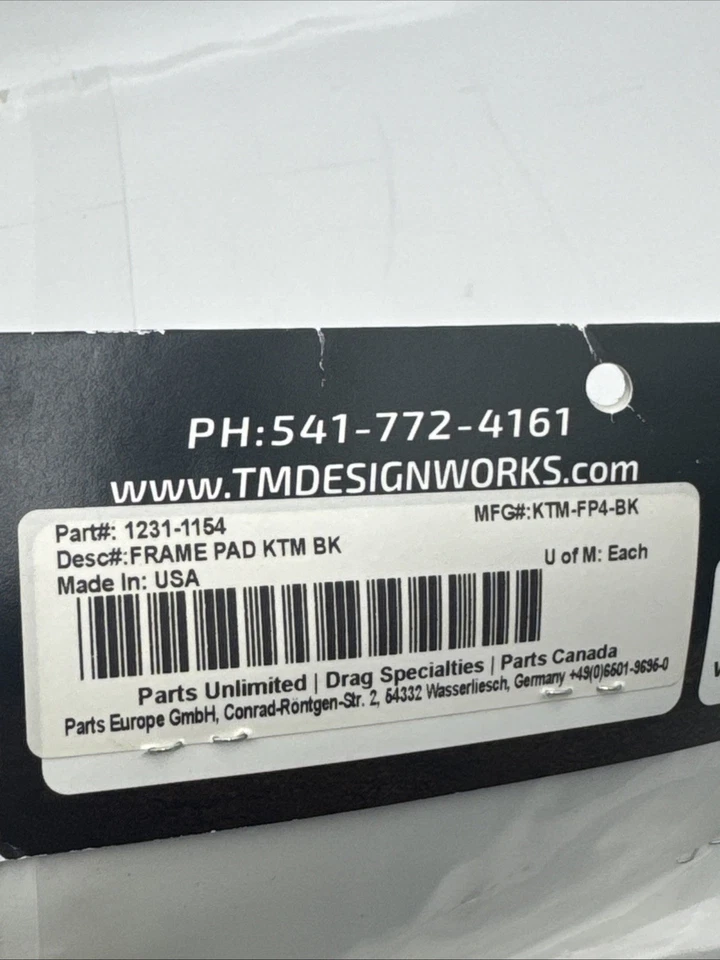 PH:541-772-4161
www.TMDESIGNWORKS.com
Part#: 1231-1154
MFG#:KTM-FP4-BK
Desc#:FRAME PAD KTM BK
U of M: Each
Made In: USA
Parts Unlimited | Drag Specialties | Parts Canada
Parts Europe GmbH, Conrad-Röntgen-Str. 2, 54332 Wasserliesch, Germany +49(0)6501-9695-0